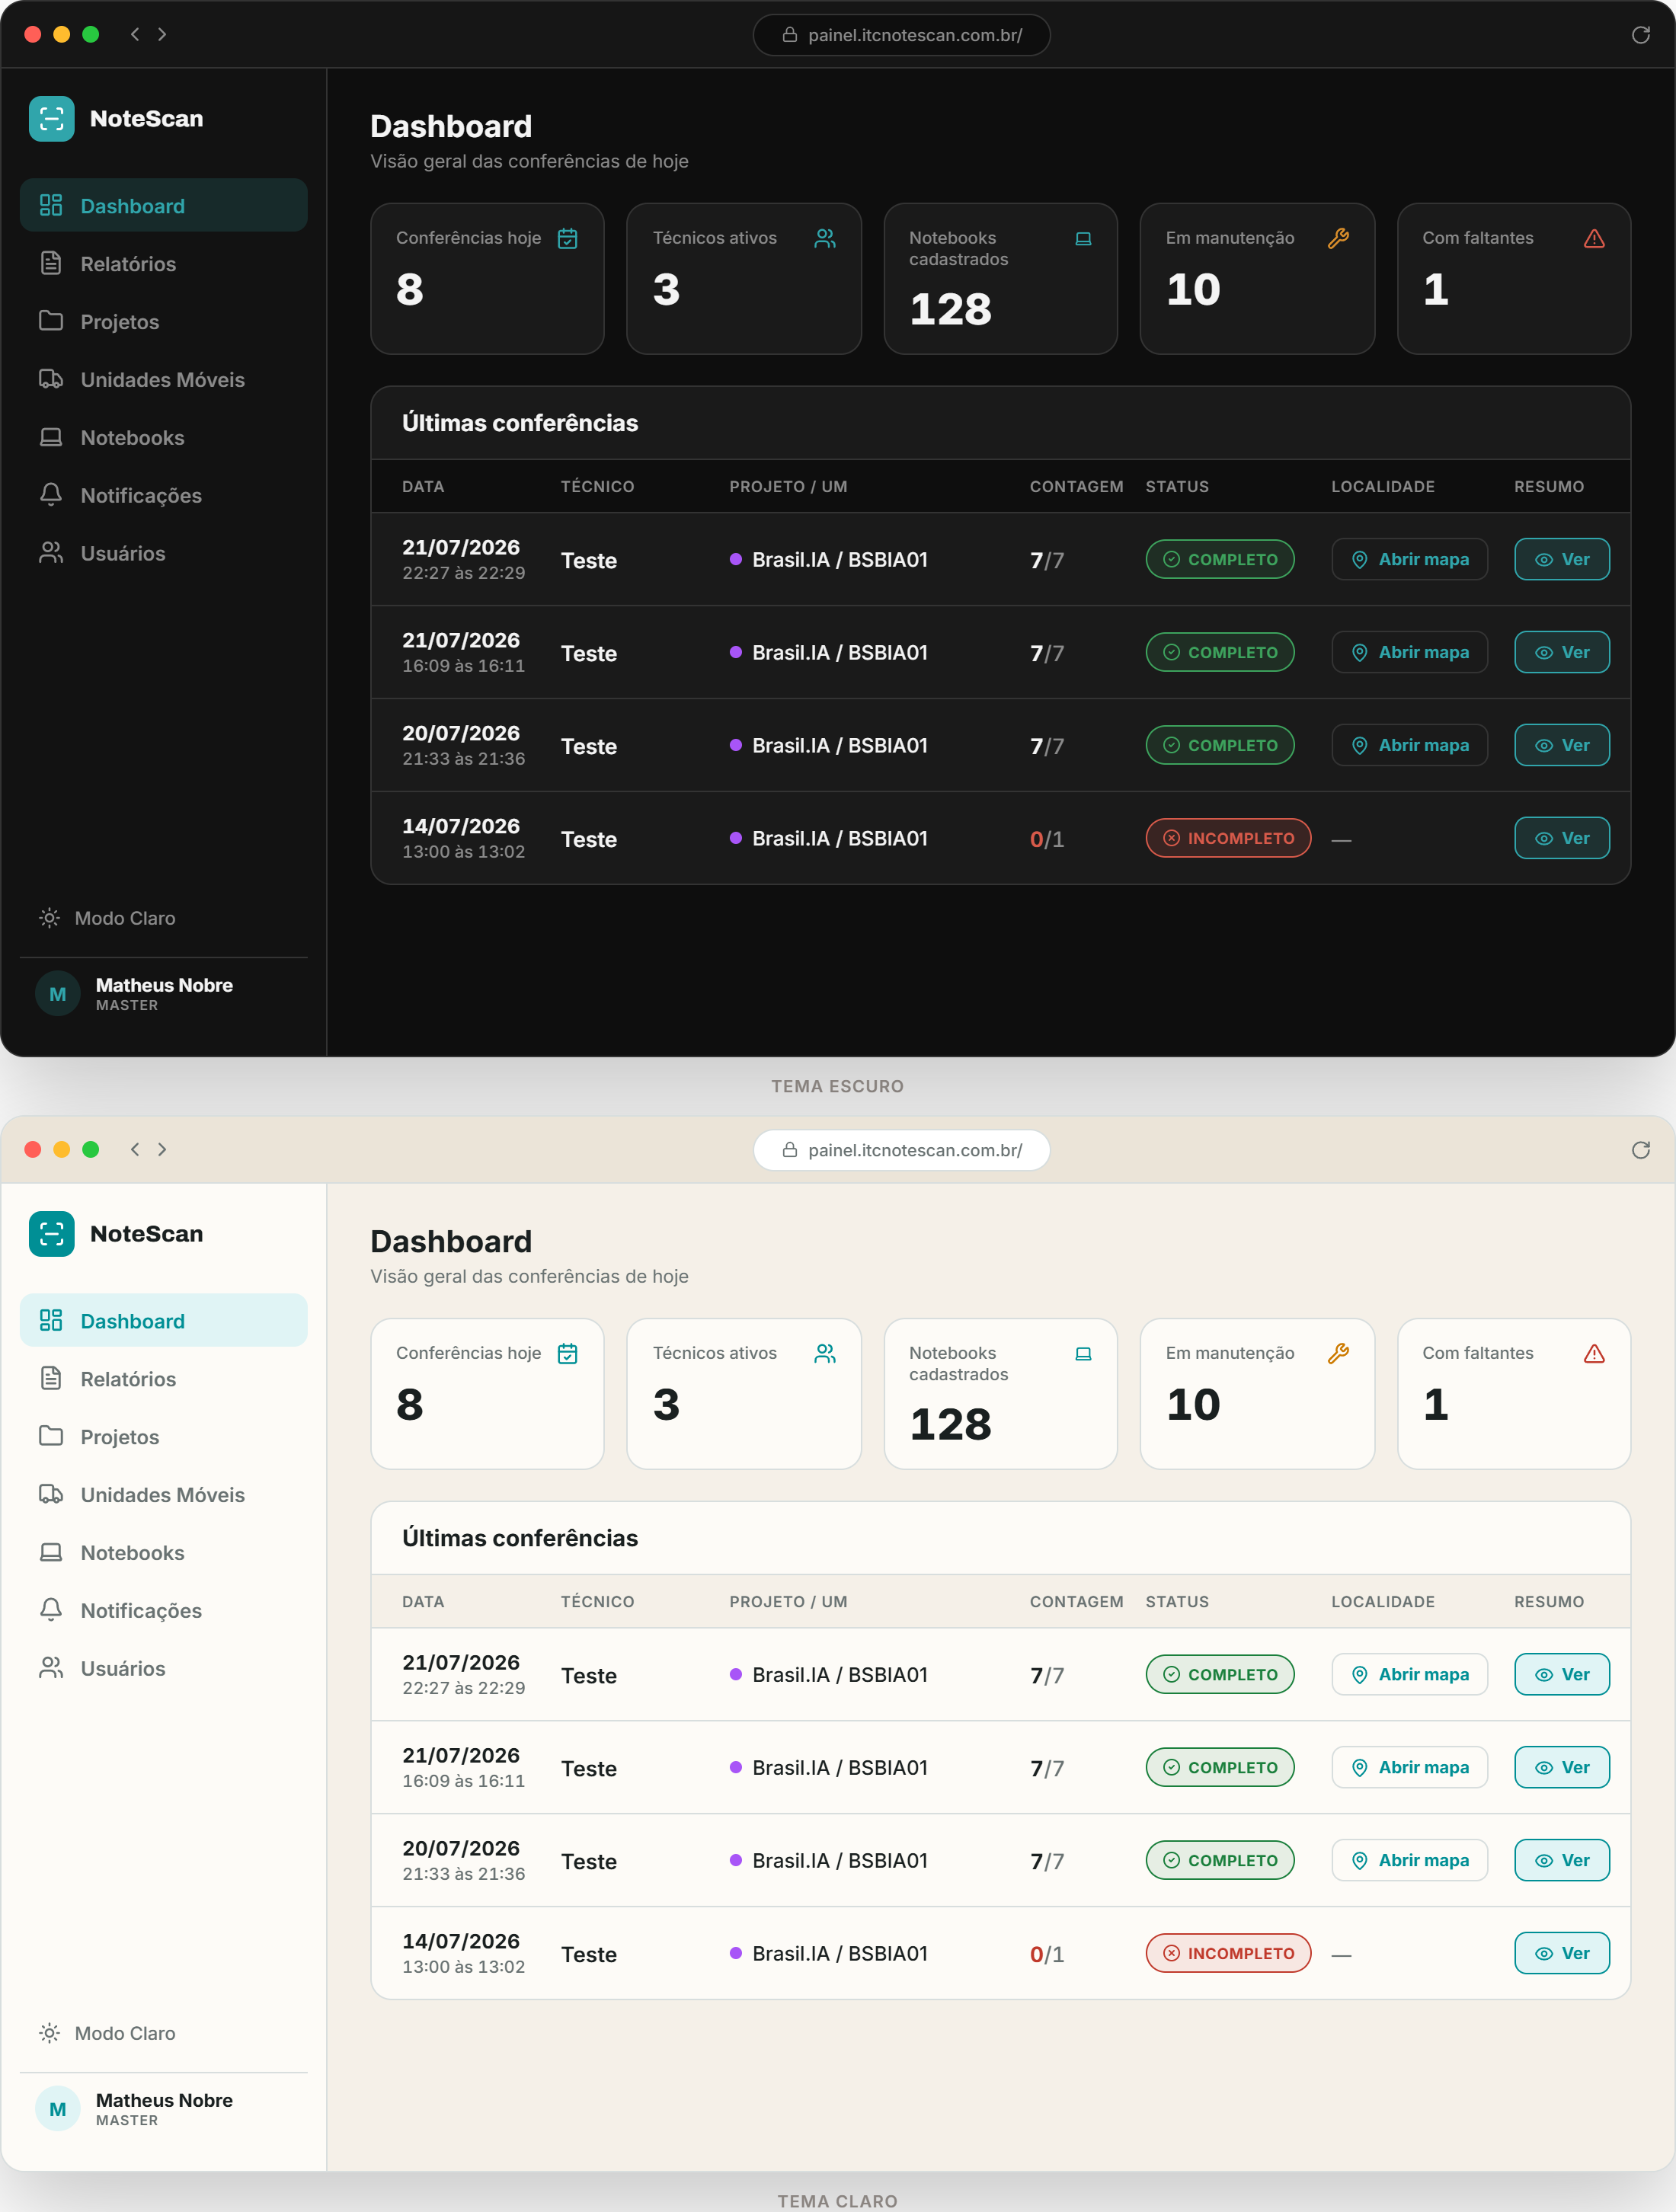 painel.itcnotescan.com.br/
NoteScan
Dashboard
Relatórios
Projetos
Unidades Móveis
Notebooks
Notificações
Usuários
Modo Claro
M
Matheus Nobre
MASTER
Dashboard
Visão geral das conferências de hoje
Conferências hoje
8
Técnicos ativos
3
Notebooks
cadastrados
128
Em manutenção
10
Com faltantes
1
Últimas conferências
DATA TÉCNICO PROJETO / UM CONTAGEM STATUS LOCALIDADE RESUMO
21/07/2026
22:27 às 22:29
Teste Brasil.IA / BSBIA01 7/7 COMPLETO Abrir mapa Ver
21/07/2026
16:09 às 16:11
Teste Brasil.IA / BSBIA01 7/7 COMPLETO Abrir mapa Ver
20/07/2026
21:33 às 21:36
Teste Brasil.IA / BSBIA01 7/7 COMPLETO Abrir mapa Ver
14/07/2026
13:00 às 13:02
Teste Brasil.IA / BSBIA01 0/1 INCOMPLETO — Ver
TEMA ESCURO
painel.itcnotescan.com.br/
NoteScan
Dashboard
Relatórios
Projetos
Unidades Móveis
Notebooks
Notificações
Usuários
Modo Claro
M
Matheus Nobre
MASTER
Dashboard
Visão geral das conferências de hoje
Conferências hoje
8
Técnicos ativos
3
Notebooks
cadastrados
128
Em manutenção
10
Com faltantes
1
Últimas conferências
DATA TÉCNICO PROJETO / UM CONTAGEM STATUS LOCALIDADE RESUMO
21/07/2026
22:27 às 22:29
Teste Brasil.IA / BSBIA01 7/7 COMPLETO Abrir mapa Ver
21/07/2026
16:09 às 16:11
Teste Brasil.IA / BSBIA01 7/7 COMPLETO Abrir mapa Ver
20/07/2026
21:33 às 21:36
Teste Brasil.IA / BSBIA01 7/7 COMPLETO Abrir mapa Ver
14/07/2026
13:00 às 13:02
Teste Brasil.IA / BSBIA01 0/1 INCOMPLETO — Ver
TEMA CLARO